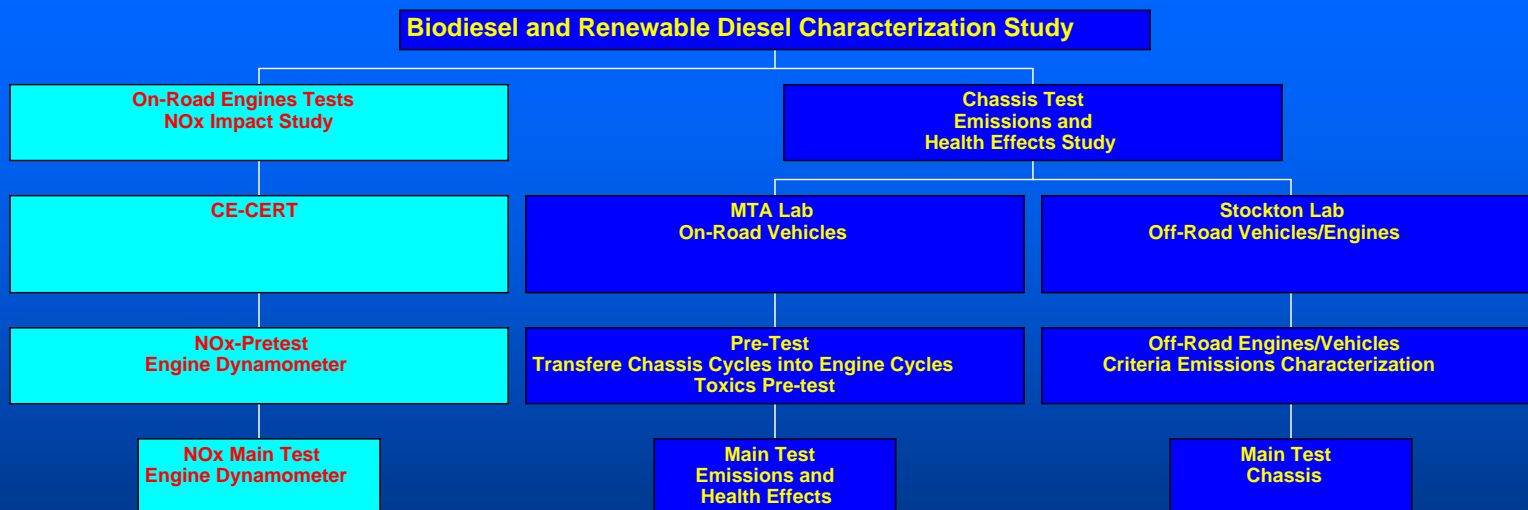 Biodiesel and Renewable Diesel Characterization Study
On-Road Engines Tests
NOx Impact Study
Chassis Test
Emissions and
Health Effects Study
CE-CERT
MTA Lab
On-Road Vehicles
Stockton Lab
Off-Road Vehicles/Engines
NOx-Pretest
Engine Dynamometer
Pre-Test
Transfere Chassis Cycles into Engine Cycles
Toxics Pre-test
Off-Road Engines/Vehicles
Criteria Emissions Characterization
NOx Main Test
Engine Dynamometer
Main Test
Emissions and
Health Effects
Main Test
Chassis